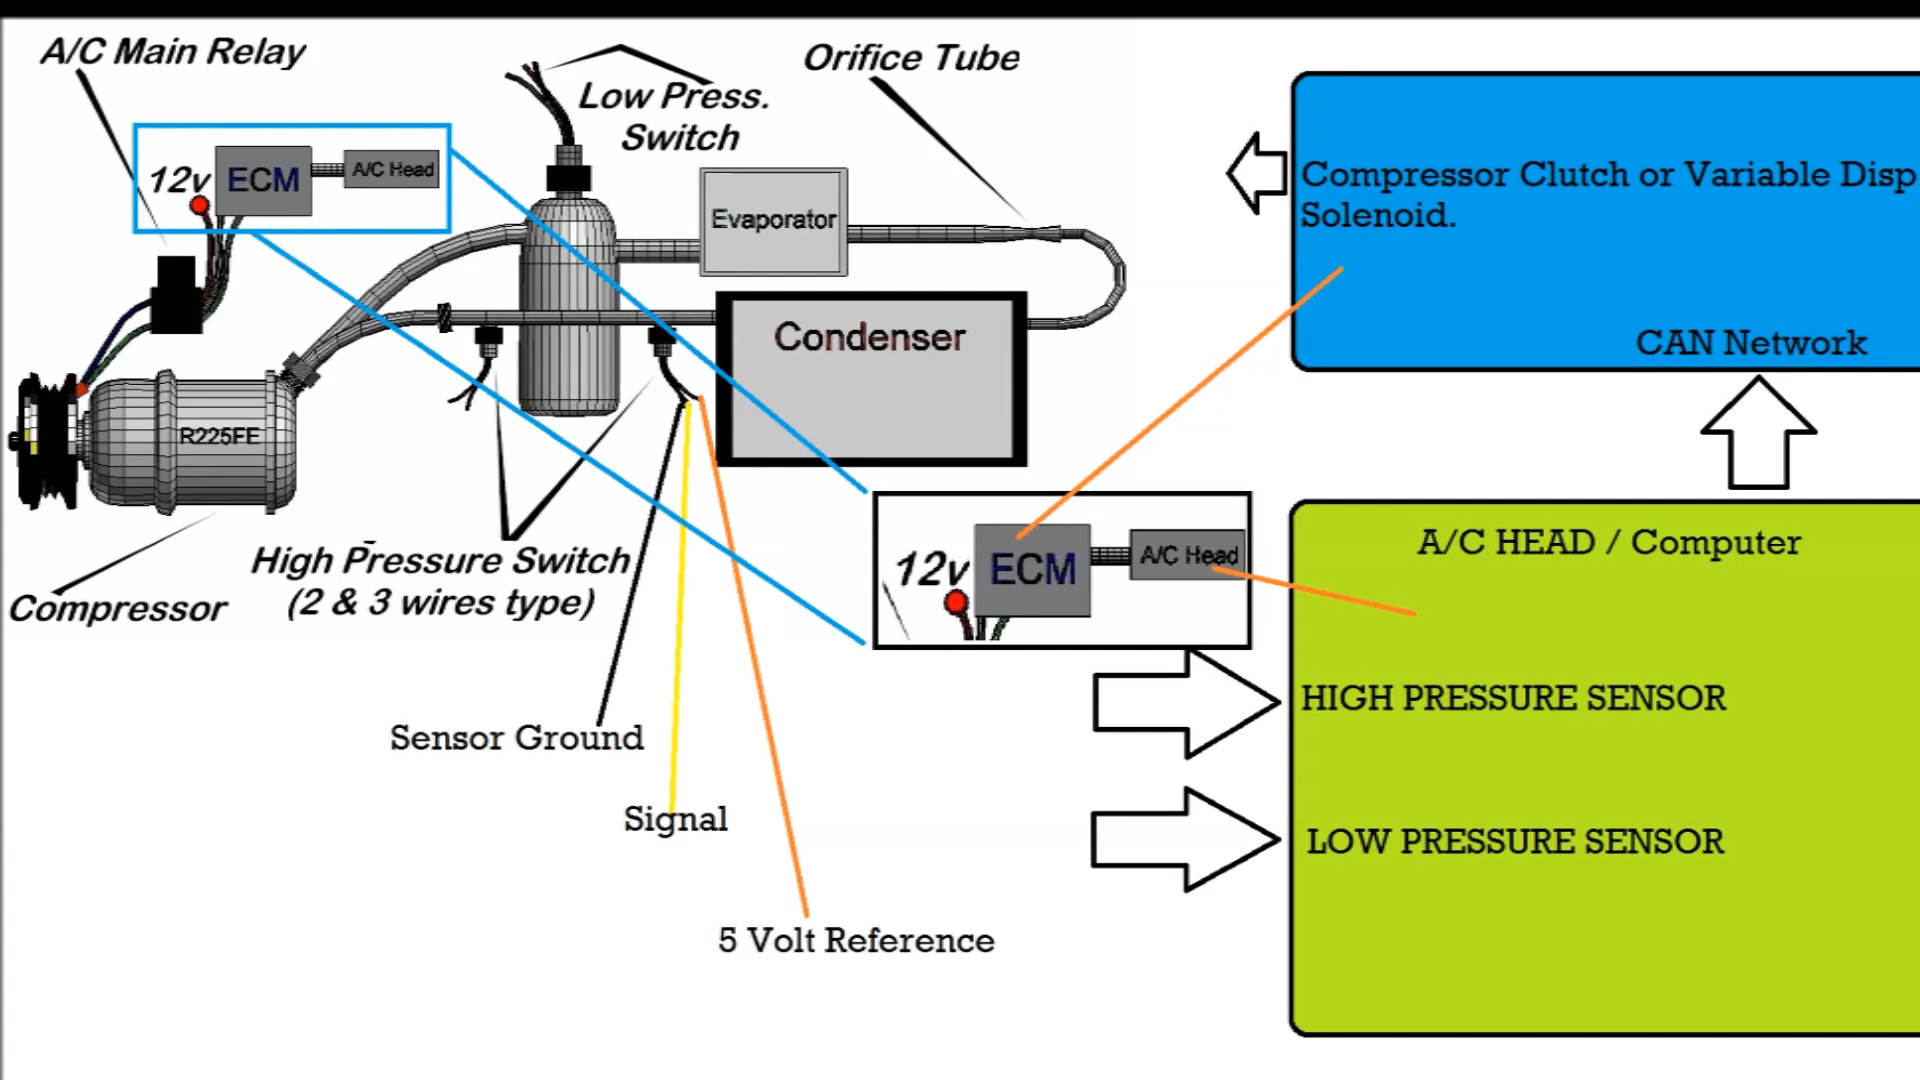 A/C Main Relay
Low Press.
Switch
Orifice Tube
12v
ECM
A/C Head
Evaporator
Condenser
R225FE
High Pressure Switch
(2 & 3 wires type)
Compressor
Sensor Ground
Signal
5 Volt Reference
12v
ECM
A/C Head
Compressor Clutch or Variable Disp
Solenoid.
CAN Network
A/C HEAD / Computer
HIGH PRESSURE SENSOR
LOW PRESSURE SENSOR